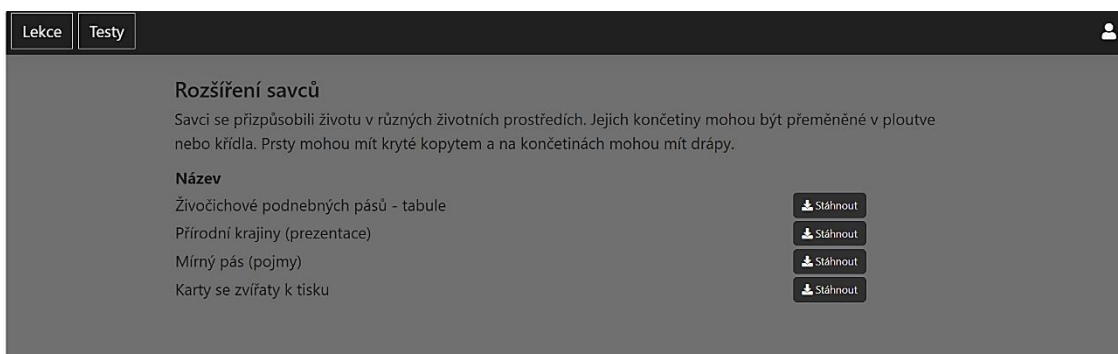 Lekce Testy
Rozšíření savců
Savci se přizpůsobili životu v různých životních prostředích. Jejich končetiny mohou být přeměněné v ploutve
nebo křídla. Prsty mohou mít kryté kopytem a na končetinách mohou mít drápy.
Název
Živočichové podnebných pásů - tabule Stáhnout
Přírodní krajiny (prezentace) Stáhnout
Mírný pás (pojmy) Stáhnout
Karty se zvířaty k tisku Stáhnout